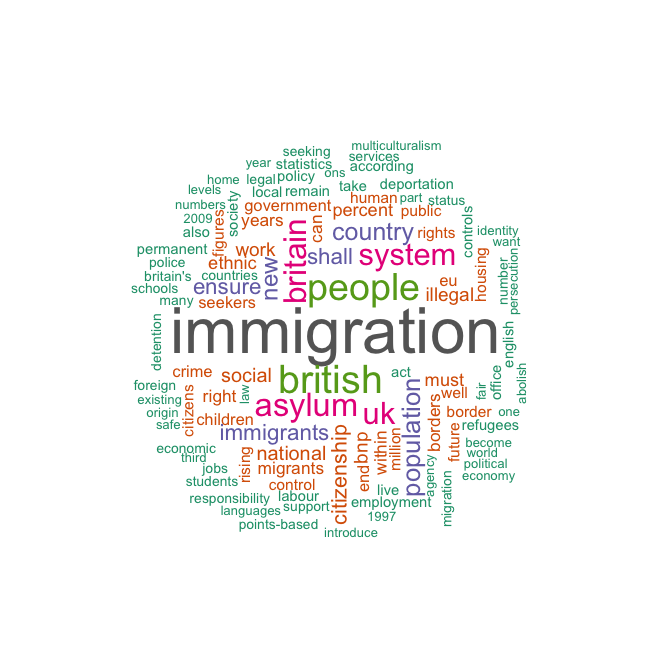 multiculturalism
seeking
services
year
statistics
according
home
legal
policy
ons
levels
local
remain
take
deportation
numbers
society
government
human
part
status
2009
figures
years
can
percent
public
controls
also
britain
country
rights
identity
permanent
work
shall
system
want
police
ethnic
new
housing
number
persecution
britain's
countries
ensure
people
eu
schools
many
seekers
illegal
immigration
detention
english
crime
social
british
act
must
fair
office
abolish
foreign
right
law
asylum
uk
population
well
existing
citizens
borders
border
one
origin
children
safe
immigrants
citizenship
bnp
within
million
future
refugees
economic
rising
national
end
become
third
world
jobs
migrants
agency
political
students
control
live
economy
responsibility
labour
employment
migration
languages
support
1997
points-based
introduce